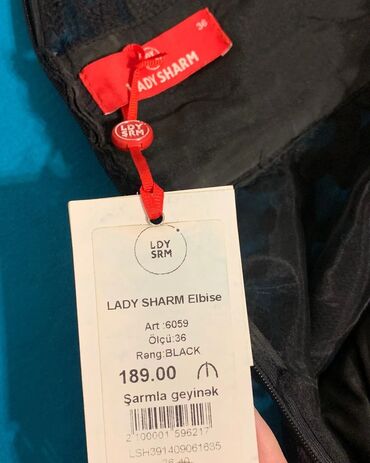 36
LADY SHARM
LDY
SRM
LDY
SRM
LADY SHARM Elbise
Art :6059
Ölçü:36
Rəng:BLACK
189.00 ₼
Şarmla geyinək
2 100001 596217
LSH391409061635